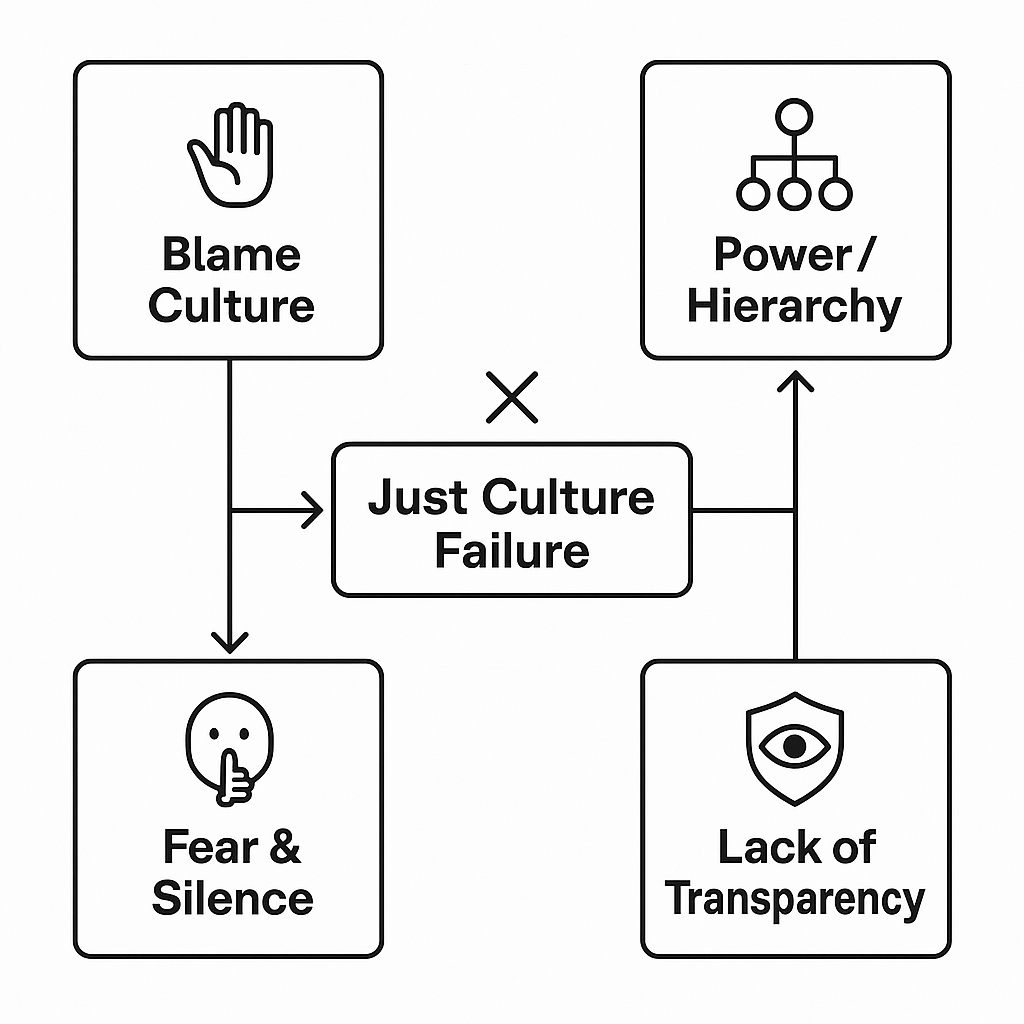 Blame
Culture
Power/
Hierarchy
Just Culture
Failure
Fear &
Silence
Lack of
Transparency